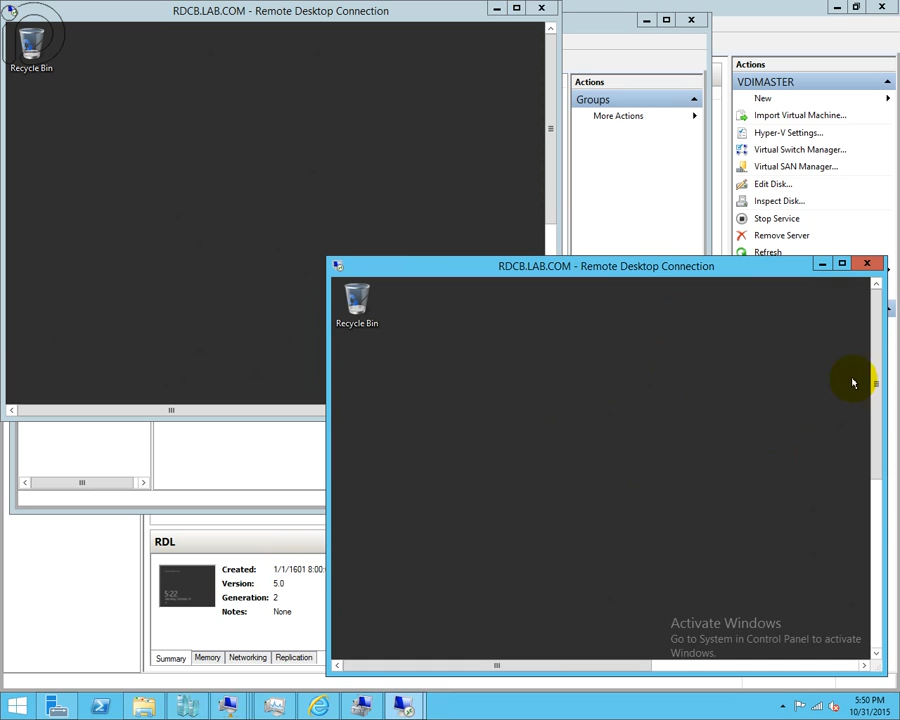 RDCB.LAB.COM - Remote Desktop Connection
Recycle Bin
Actions
Groups
More Actions
Actions
VDIMASTER
New
Import Virtual Machine...
Hyper-V Settings...
Virtual Switch Manager...
Virtual SAN Manager...
Edit Disk...
Inspect Disk...
Stop Service
Remove Server
Refresh
RDCB.LAB.COM - Remote Desktop Connection
Recycle Bin
Activate Windows
Go to System in Control Panel to activate
Windows.
RDL
5:22
Created: 1/1/1601 8:00:
Version: 5.0
Generation: 2
Notes: None
Summary Memory Networking Replication
5:50 PM
10/31/2015